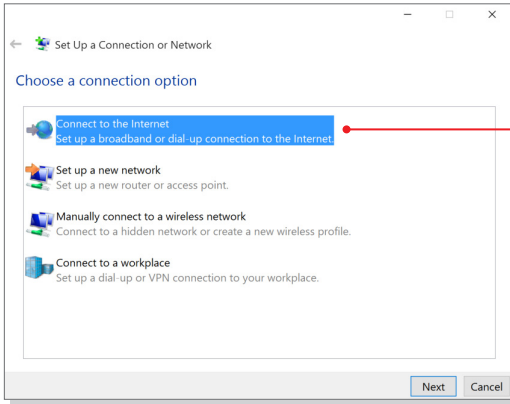 Set Up a Connection or Network
Choose a connection option
Connect to the Internet
Set up a broadband or dial-up connection to the Internet.
Set up a new network
Set up a new router or access point.
Manually connect to a wireless network
Connect to a hidden network or create a new wireless profile.
Connect to a workplace
Set up a dial-up or VPN connection to your workplace.
Next Cancel